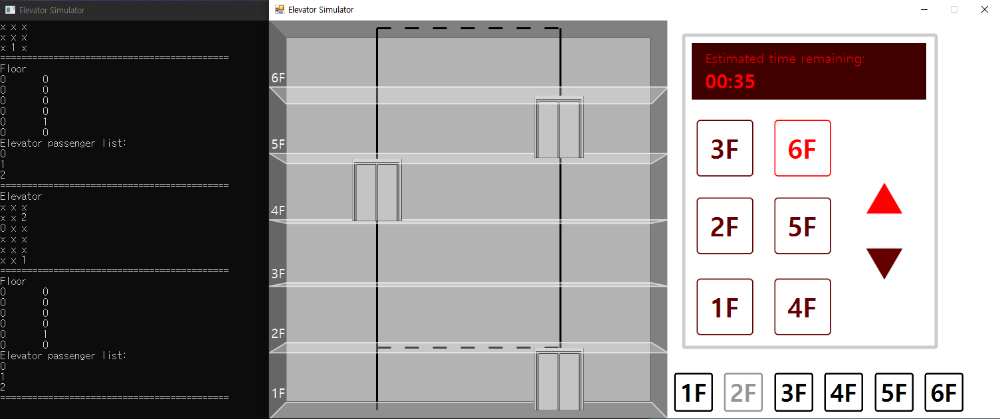 Elevator Simulator
x x x
x x x
x 1 x
===========================================
Floor
0 0
0 0
0 0
0 0
0 1
0 0
Elevator passenger list:
0
1
2
===========================================
Elevator
x x x
x x 2
0 x x
x x x
x x x
x x 1
===========================================
Floor
0 0
0 0
0 0
0 0
0 1
0 0
Elevator passenger list:
0
1
2
===========================================
Elevator Simulator
6F
5F
4F
3F
2F
1F
Estimated time remaining:
00:35
3F 6F
2F 5F
1F 4F
1F 2F 3F 4F 5F 6F